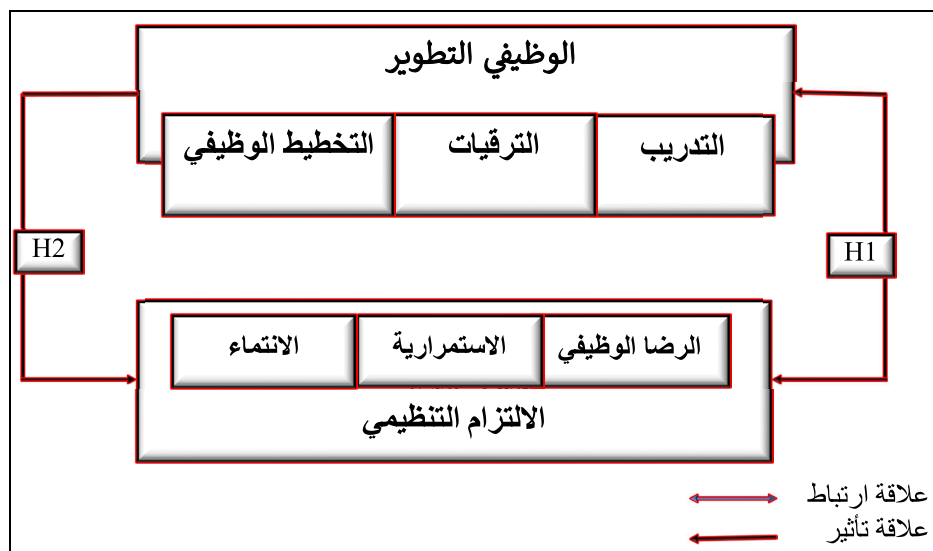 الوظيفي التطوير
التدريب
الترقيات
التخطيط الوظيفي
H1
H2
الرضا الوظيفي
الاستمرارية
الانتماء
الالتزام التنظيمي
علاقة ارتباط
علاقة تأثير